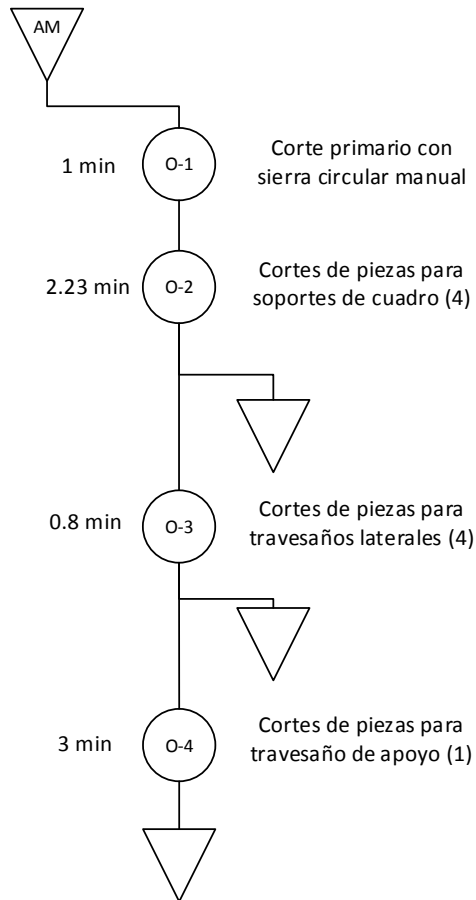 AM
1 min
O-1
Corte primario con
sierra circular manual
2.23 min
O-2
Cortes de piezas para
soportes de cuadro (4)
0.8 min
O-3
Cortes de piezas para
travesaños laterales (4)
3 min
O-4
Cortes de piezas para
travesaño de apoyo (1)